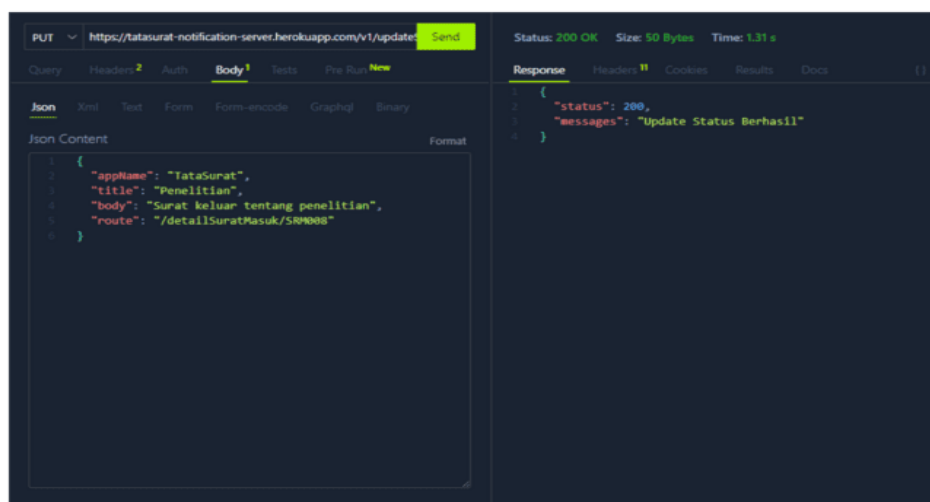 PUT https://tatasurat-notification-server.herokuapp.com/v1/updateS Send
Query Headers 2 Auth Body 1 Tests Pre Run New
Json Xml Text Form Form-encode Graphql Binary
Json Content Format
1 {
2 "appName": "TataSurat",
3 "title": "Penelitian",
4 "body": "Surat keluar tentang penelitian",
5 "route": "/detailSuratMasuk/SRM008"
6 }
Status: 200 OK Size: 50 Bytes Time: 1.31 s
Response Headers 11 Cookies Results Docs {}
1 {
2 "status": 200,
3 "messages": "Update Status Berhasil"
4 }